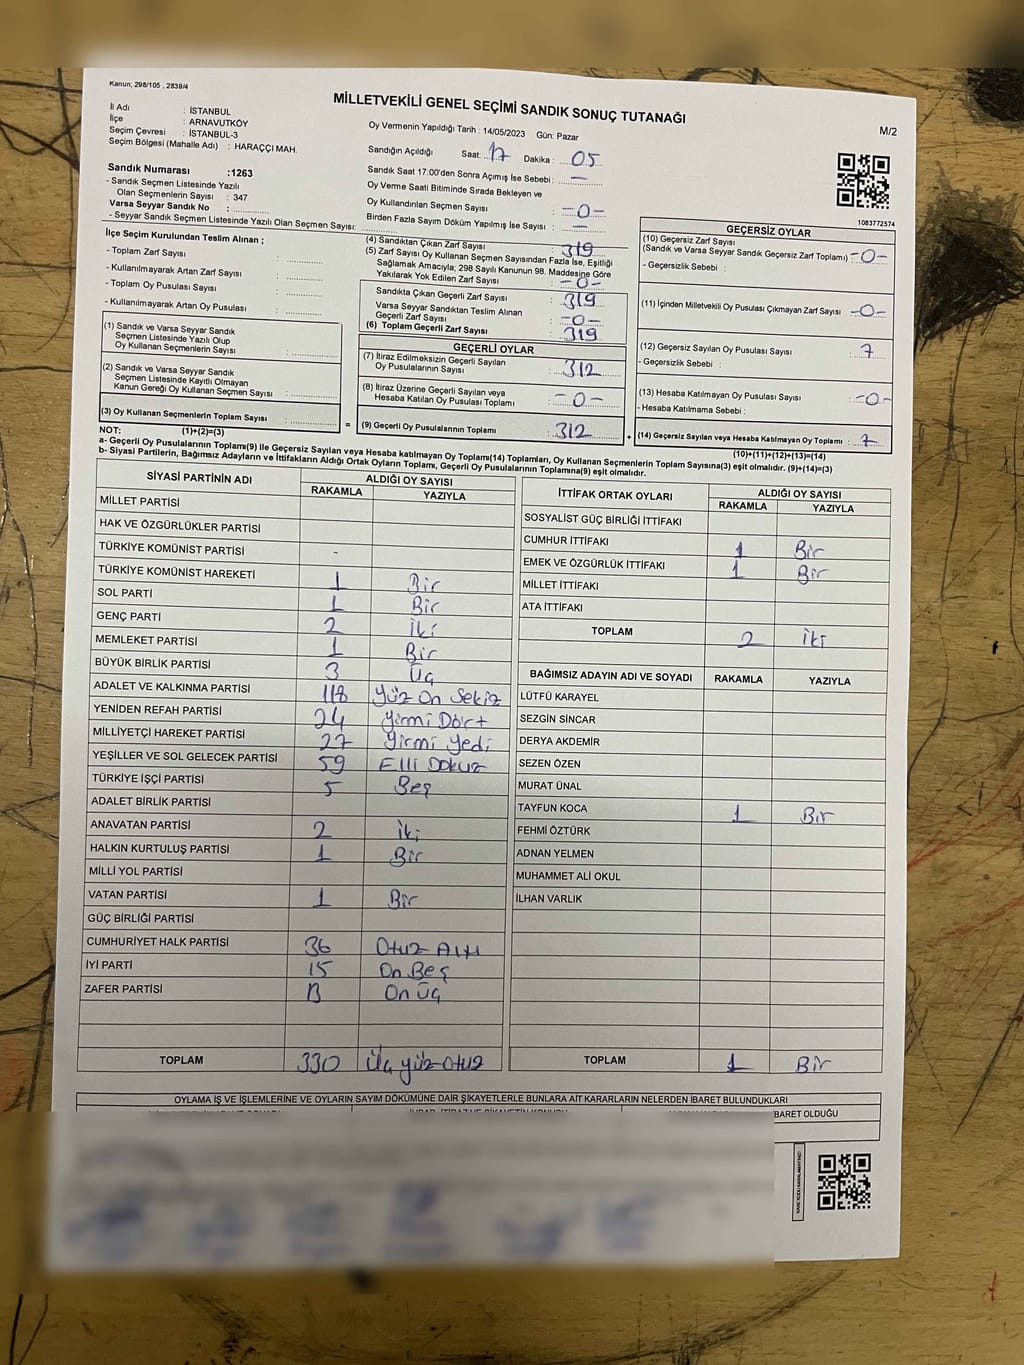 Kanun; 298/105 , 2839/4
MİLLETVEKİLİ GENEL SEÇİMİ SANDIK SONUÇ TUTANAĞI
M/2
İl Adı : İSTANBUL
İlçe : ARNAVUTKÖY
Seçim Çevresi : İSTANBUL-3
Seçim Bölgesi (Mahalle Adı) : HARAÇÇI MAH.
Oy Vermenin Yapıldığı Tarih : 14/05/2023 Gün: Pazar
Sandığın Açıldığı Saat: 17 Dakika : 05
Sandık Saat 17:00'den Sonra Açımış İse Sebebi : —
Oy Verme Saati Bitiminde Sırada Bekleyen ve
Oy Kullandırılan Seçmen Sayısı : -0-
Birden Fazla Sayım Döküm Yapılmış İse Sayısı : —
Sandık Numarası :1263
- Sandık Seçmen Listesinde Yazılı
Olan Seçmenlerin Sayısı : 347
Varsa Seyyar Sandık No :
- Seyyar Sandık Seçmen Listesinde Yazılı Olan Seçmen Sayısı:
1083772574
İlçe Seçim Kurulundan Teslim Alınan ;
- Toplam Zarf Sayısı :
- Kullanılmayarak Artan Zarf Sayısı :
- Toplam Oy Pusulası Sayısı :
- Kullanılmayarak Artan Oy Pusulası :
(1) Sandık ve Varsa Seyyar Sandık
Seçmen Listesinde Yazılı Olup
Oy Kullanan Seçmenlerin Sayısı :
(2) Sandık ve Varsa Seyyar Sandık
Seçmen Listesinde Kayıtlı Olmayan
Kanun Gereği Oy Kullanan Seçmen Sayısı :
(3) Oy Kullanan Seçmenlerin Toplam Sayısı :
=
(4) Sandıktan Çıkan Zarf Sayısı : 319
(5) Zarf Sayısı Oy Kullanan Seçmen Sayısından Fazla İse, Eşitliği
Sağlamak Amacıyla; 298 Sayılı Kanunun 98. Maddesine Göre
Yakılarak Yok Edilen Zarf Sayısı : -0-
Sandıkta Çıkan Geçerli Zarf Sayısı : 319
Varsa Seyyar Sandıktan Teslim Alınan
Geçerli Zarf Sayısı : -0-
(6) Toplam Geçerli Zarf Sayısı : 319
GEÇERLİ OYLAR
(7) İtiraz Edilmeksizin Geçerli Sayılan
Oy Pusulalarının Sayısı : 312
(8) İtiraz Üzerine Geçerli Sayılan veya
Hesaba Katılan Oy Pusulası Toplamı : -0-
(9) Geçerli Oy Pusulalarının Toplamı : 312
+
GEÇERSİZ OYLAR
(10) Geçersiz Zarf Sayısı
(Sandık ve Varsa Seyyar Sandık Geçersiz Zarf Toplamı) : -0-
- Geçersizlik Sebebi :
(11) İçinden Milletvekili Oy Pusulası Çıkmayan Zarf Sayısı : -0-
(12) Geçersiz Sayılan Oy Pusulası Sayısı : 7
- Geçersizlik Sebebi :
(13) Hesaba Katılmayan Oy Pusulası Sayısı : -0-
- Hesaba Katılmama Sebebi :
(14) Geçersiz Sayılan veya Hesaba Katılmayan Oy Toplamı : 7
NOT: (1)+(2)=(3)
(10)+(11)+(12)+(13)=(14)
a- Geçerli Oy Pusulalarının Toplamı(9) ile Geçersiz Sayılan veya Hesaba katılmayan Oy Toplamı(14) Toplamları, Oy Kullanan Seçmenlerin Toplam Sayısına(3) eşit olmalıdır. (9)+(14)=(3)
b- Siyasi Partilerin, Bağımsız Adayların ve İttifakların Aldığı Ortak Oyların Toplamı, Geçerli Oy Pusulalarının Toplamına(9) eşit olmalıdır.
SİYASİ PARTİNİN ADI ALDIĞI OY SAYISI
RAKAMLA YAZIYLA
MİLLET PARTİSİ
HAK VE ÖZGÜRLÜKLER PARTİSİ
TÜRKİYE KOMÜNİST PARTİSİ -
TÜRKİYE KOMÜNİST HAREKETİ 1 Bir
SOL PARTİ 1 Bir
GENÇ PARTİ 2 İki
MEMLEKET PARTİSİ 1 Bir
BÜYÜK BİRLİK PARTİSİ 3 Üç
ADALET VE KALKINMA PARTİSİ 118 Yüz On Sekiz
YENİDEN REFAH PARTİSİ 24 Yirmi Dört
MİLLİYETÇİ HAREKET PARTİSİ 27 Yirmi Yedi
YEŞİLLER VE SOL GELECEK PARTİSİ 59 Elli Dokuz
TÜRKİYE İŞÇİ PARTİSİ 5 Beş
ADALET BİRLİK PARTİSİ
ANAVATAN PARTİSİ 2 İki
HALKIN KURTULUŞ PARTİSİ 1 Bir
MİLLİ YOL PARTİSİ
VATAN PARTİSİ 1 Bir
GÜÇ BİRLİĞİ PARTİSİ
CUMHURİYET HALK PARTİSİ 36 Otuz Altı
İYİ PARTİ 15 On Beş
ZAFER PARTİSİ 13 On Üç
TOPLAM 330 Üç yüz otuz
İTTİFAK ORTAK OYLARI ALDIĞI OY SAYISI
RAKAMLA YAZIYLA
SOSYALİST GÜÇ BİRLİĞİ İTTİFAKI
CUMHUR İTTİFAKI 1 Bir
EMEK VE ÖZGÜRLÜK İTTİFAKI 1 Bir
MİLLET İTTİFAKI
ATA İTTİFAKI
TOPLAM 2 İki
BAĞIMSIZ ADAYIN ADI VE SOYADI RAKAMLA YAZIYLA
LÜTFÜ KARAYEL
SEZGİN SİNCAR
DERYA AKDEMİR
SEZEN ÖZEN
MURAT ÜNAL
TAYFUN KOCA 1 Bir
FEHMİ ÖZTÜRK
ADNAN YELMEN
MUHAMMET ALİ OKUL
İLHAN VARLIK
TOPLAM 1 Bir
OYLAMA İŞ VE İŞLEMLERİNE VE OYLARIN SAYIM DÖKÜMÜNE DAİR ŞİKAYETLERLE BUNLARA AİT KARARLARIN NELERDEN İBARET BULUNDUKLARI
BARET OLDUĞU